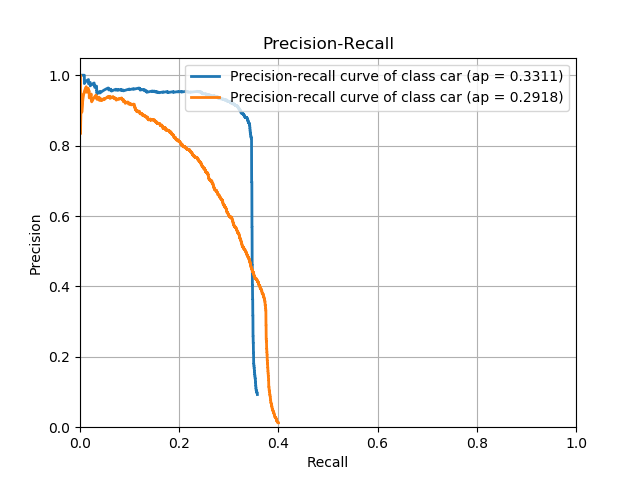 Precision-Recall
Precision-recall curve of class car (ap = 0.3311)
Precision-recall curve of class car (ap = 0.2918)
Precision
1.0
0.8
0.6
0.4
0.2
0.0
0.0 0.2 0.4 0.6 0.8 1.0
Recall